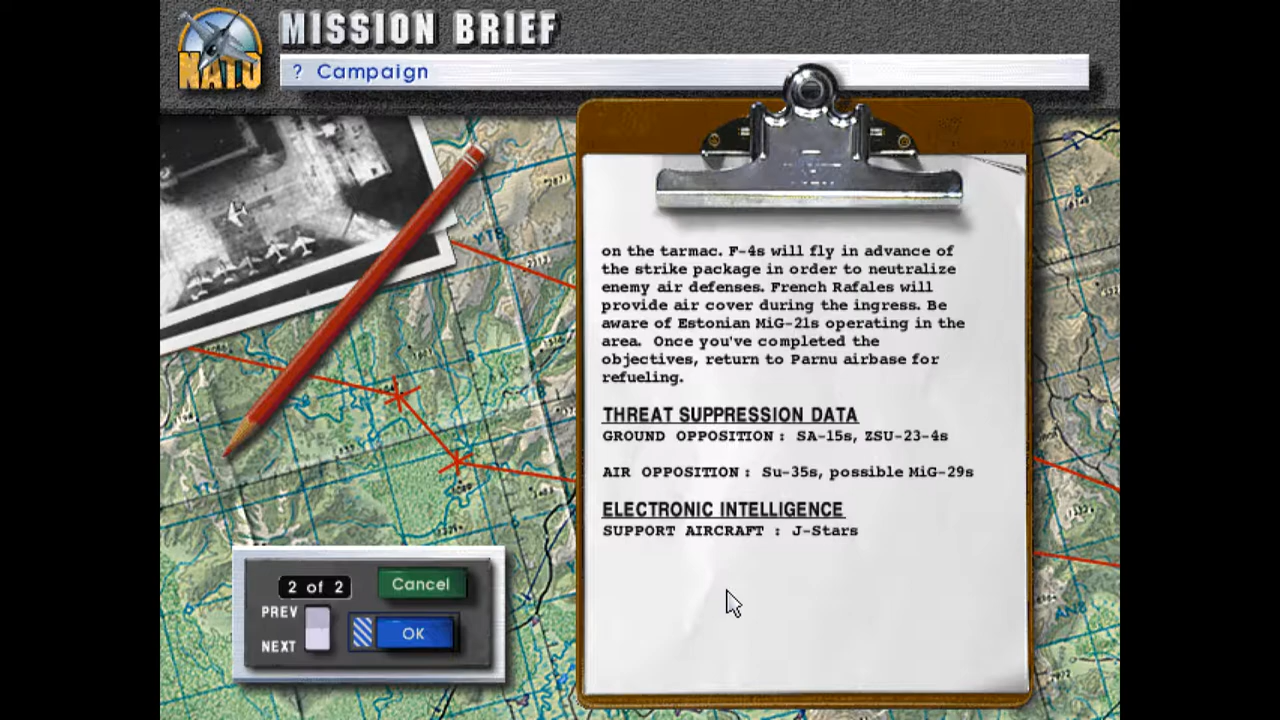 MISSION BRIEF
NATO
? Campaign
on the tarmac. F-4s will fly in advance of
the strike package in order to neutralize
enemy air defenses. French Rafales will
provide air cover during the ingress. Be
aware of Estonian MiG-21s operating in the
area.  Once you've completed the
objectives, return to Parnu airbase for
refueling.
THREAT SUPPRESSION DATA
GROUND OPPOSITION : SA-15s, ZSU-23-4s
AIR OPPOSITION : Su-35s, possible MiG-29s
ELECTRONIC INTELLIGENCE
SUPPORT AIRCRAFT : J-Stars
2 of 2
Cancel
PREV
OK
NEXT
YTB